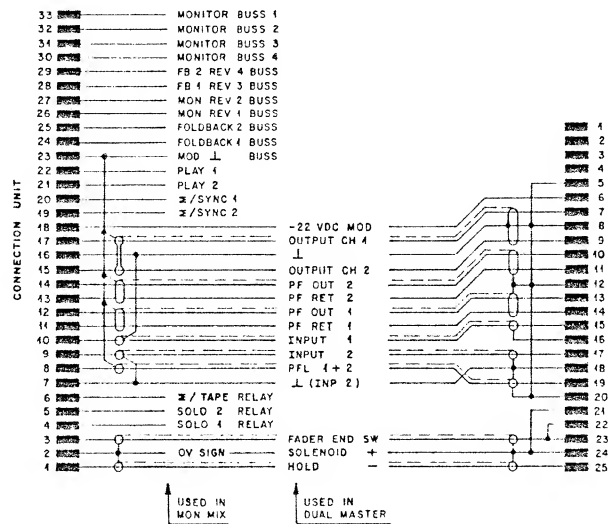 CONNECTION UNIT
33 MONITOR BUSS 1
32 MONITOR BUSS 2
31 MONITOR BUSS 3
30 MONITOR BUSS 4
29 FB 2 REV 4 BUSS
28 FB 1 REV 3 BUSS
27 MON REV 2 BUSS
26 MON REV 1 BUSS
25 FOLDBACK 2 BUSS
24 FOLDBACK 1 BUSS
23 MOD ⊥ BUSS
22 PLAY 1
21 PLAY 2
20 Σ/SYNC 1
19 Σ/SYNC 2
18 -22 VDC MOD
17 OUTPUT CH 1
16 ⊥
15 OUTPUT CH 2
14 PF OUT 2
13 PF RET 2
12 PF OUT 1
11 PF RET 1
10 INPUT 1
9 INPUT 2
8 PFL 1+2
7 ⊥ (INP 2)
6 Σ/TAPE RELAY
5 SOLO 2 RELAY
4 SOLO 1 RELAY
3 FADER END SW
2 0V SIGN SOLENOID +
1 HOLD -
1
2
3
4
5
6
7
8
9
10
11
12
13
14
15
16
17
18
19
20
21
22
23
24
25
USED IN
MON MIX
USED IN
DUAL MASTER